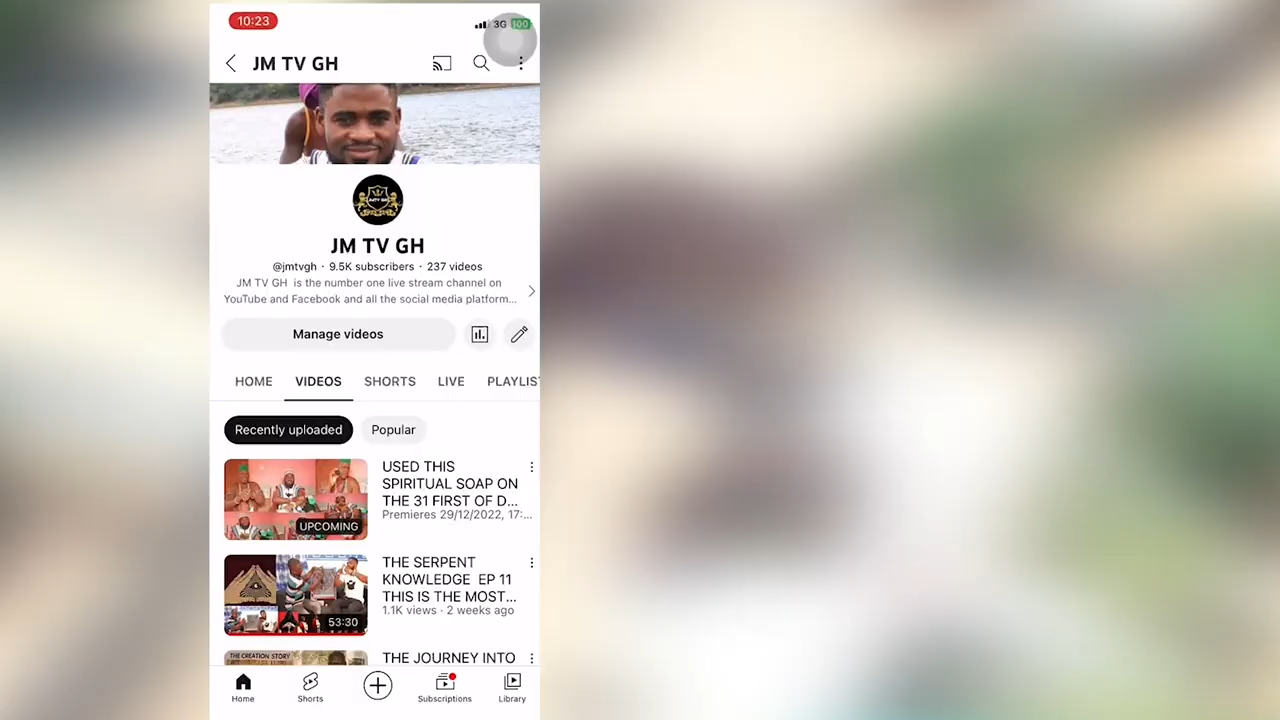 10:23
3G 100
JM TV GH
JM TV GH
@jmtvgh · 9.5K subscribers · 237 videos
JM TV GH is the number one live stream channel on
YouTube and Facebook and all the social media platform...
Manage videos
HOME VIDEOS SHORTS LIVE PLAYLIS
Recently uploaded Popular
USED THIS
SPIRITUAL SOAP ON
THE 31 FIRST OF D...
Premieres 29/12/2022, 17:...
UPCOMING
THE SERPENT
KNOWLEDGE EP 11
THIS IS THE MOST...
1.1K views · 2 weeks ago
53:30
THE CREATION STORY
THE JOURNEY INTO
Home Shorts Subscriptions Library